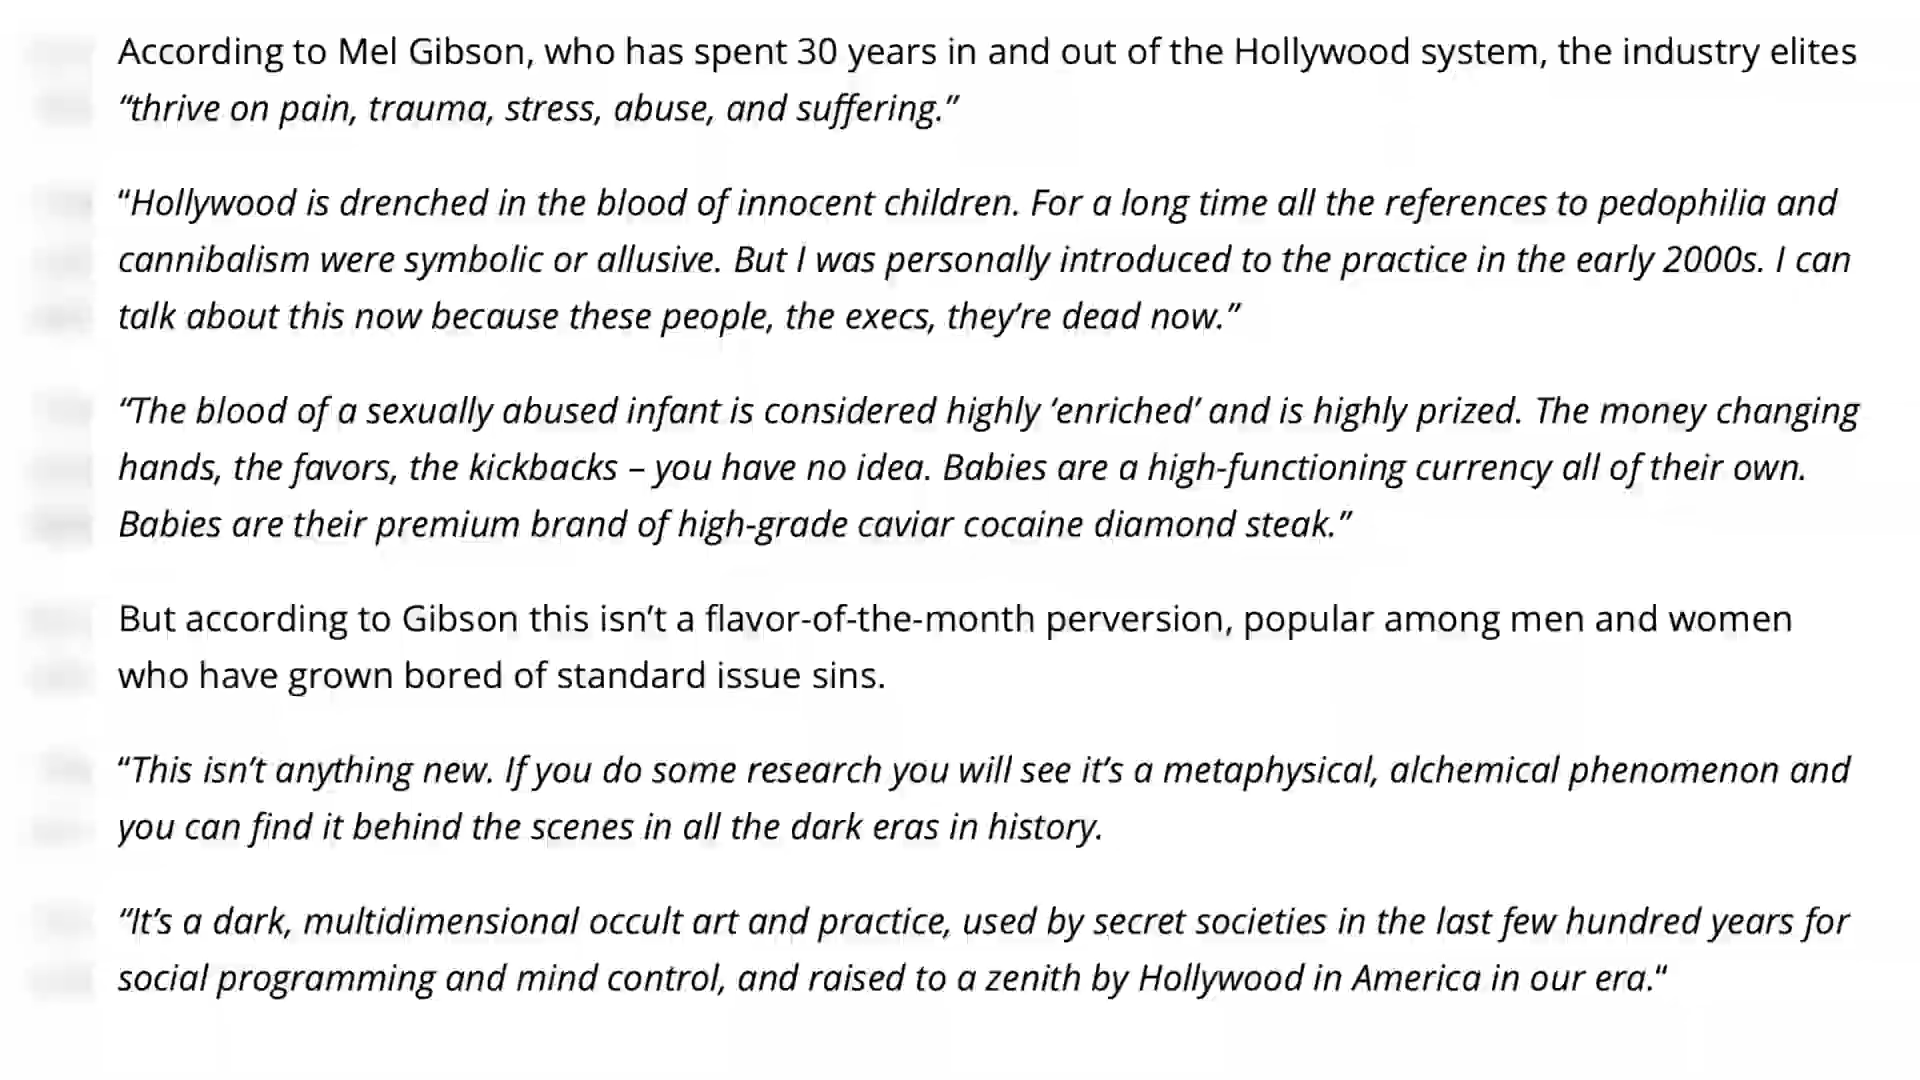 According to Mel Gibson, who has spent 30 years in and out of the Hollywood system, the industry elites
“thrive on pain, trauma, stress, abuse, and suffering.”
“Hollywood is drenched in the blood of innocent children. For a long time all the references to pedophilia and
cannibalism were symbolic or allusive. But I was personally introduced to the practice in the early 2000s. I can
talk about this now because these people, the execs, they’re dead now.”
“The blood of a sexually abused infant is considered highly ‘enriched’ and is highly prized. The money changing
hands, the favors, the kickbacks – you have no idea. Babies are a high-functioning currency all of their own.
Babies are their premium brand of high-grade caviar cocaine diamond steak.”
But according to Gibson this isn’t a flavor-of-the-month perversion, popular among men and women
who have grown bored of standard issue sins.
“This isn’t anything new. If you do some research you will see it’s a metaphysical, alchemical phenomenon and
you can find it behind the scenes in all the dark eras in history.
“It’s a dark, multidimensional occult art and practice, used by secret societies in the last few hundred years for
social programming and mind control, and raised to a zenith by Hollywood in America in our era.“